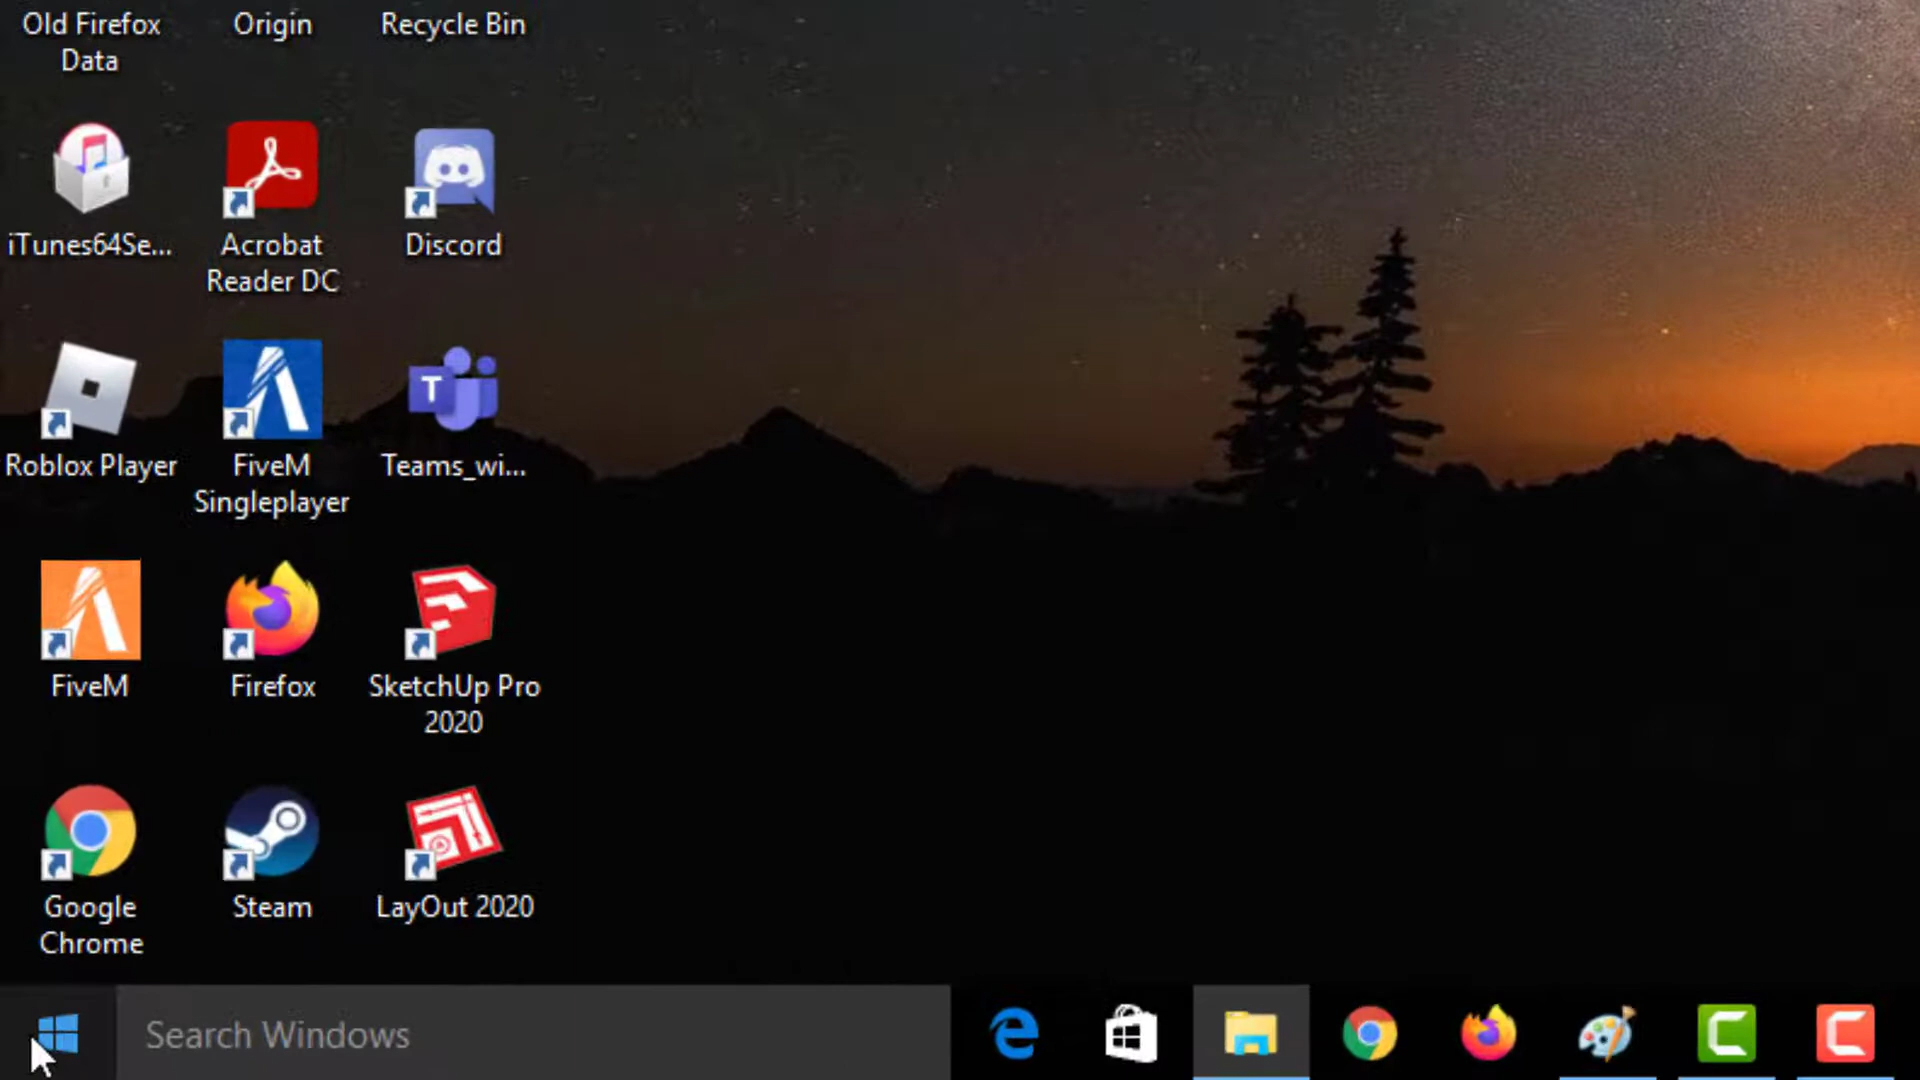 Old Firefox
Data
Origin
Recycle Bin
iTunes64Se...
Acrobat
Reader DC
Discord
Roblox Player
FiveM
Singleplayer
T
Teams_wi...
FiveM
Firefox
SketchUp Pro
2020
Google
Chrome
Steam
LayOut 2020
Search Windows